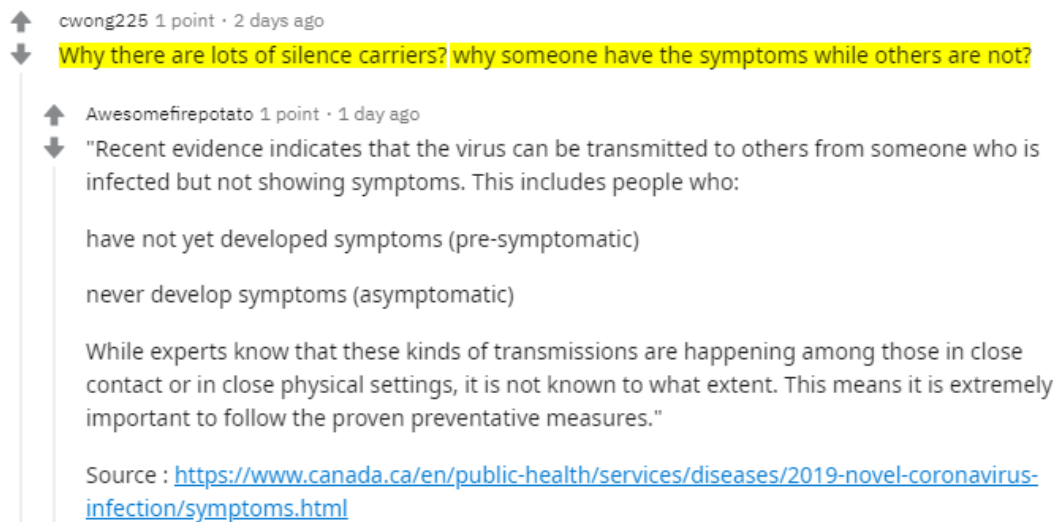 cwong225 1 point · 2 days ago
Why there are lots of silence carriers? why someone have the symptoms while others are not?
Awesomefirepotato 1 point · 1 day ago
"Recent evidence indicates that the virus can be transmitted to others from someone who is
infected but not showing symptoms. This includes people who:
have not yet developed symptoms (pre-symptomatic)
never develop symptoms (asymptomatic)
While experts know that these kinds of transmissions are happening among those in close
contact or in close physical settings, it is not known to what extent. This means it is extremely
important to follow the proven preventative measures."
Source : https://www.canada.ca/en/public-health/services/diseases/2019-novel-coronavirus-
infection/symptoms.html